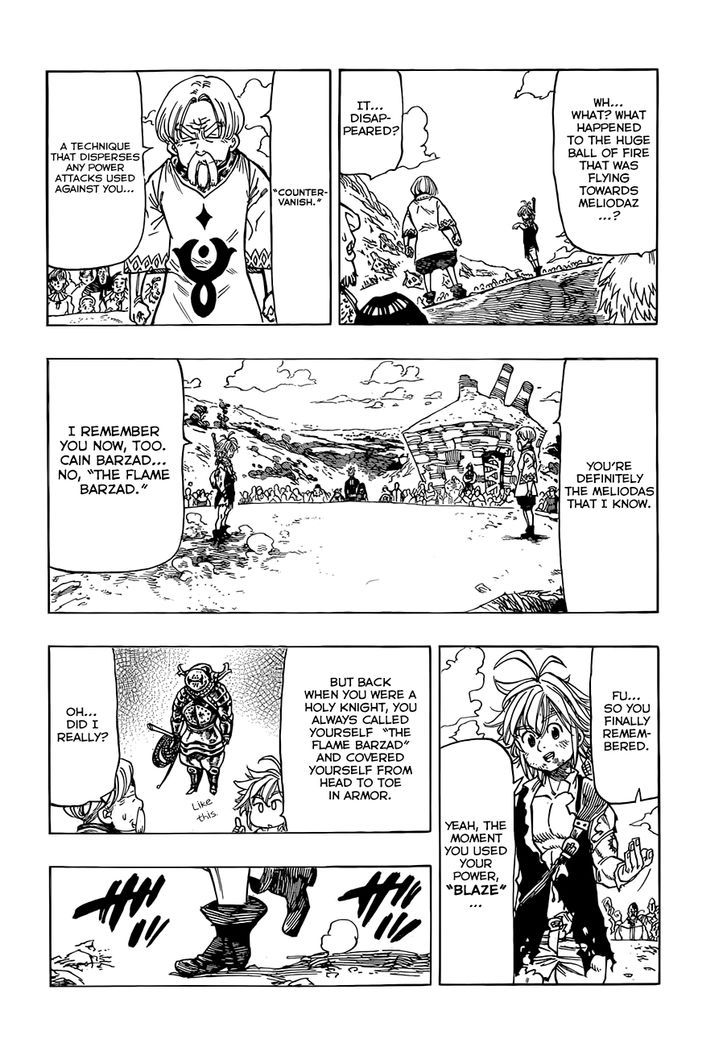 WH...
WHAT? WHAT
HAPPENED
TO THE HUGE
BALL OF FIRE
THAT WAS
FLYING
TOWARDS
MELIODAZ
...?
IT...
DISAP-
PEARED?
"COUNTER-
VANISH."
A TECHNIQUE
THAT DISPERSES
ANY POWER
ATTACKS USED
AGAINST YOU...
YOU'RE
DEFINITELY
THE MELIODAS
THAT I KNOW.
I REMEMBER
YOU NOW, TOO.
CAIN BARZAD...
NO, "THE FLAME
BARZAD."
FU...
SO YOU
FINALLY
REMEM-
BERED.
YEAH, THE
MOMENT
YOU USED
YOUR
POWER,
"BLAZE"
...
BUT BACK
WHEN YOU WERE A
HOLY KNIGHT, YOU
ALWAYS CALLED
YOURSELF "THE
FLAME BARZAD"
AND COVERED
YOURSELF FROM
HEAD TO TOE
IN ARMOR.
Like
this.
OH...
DID I
REALLY?